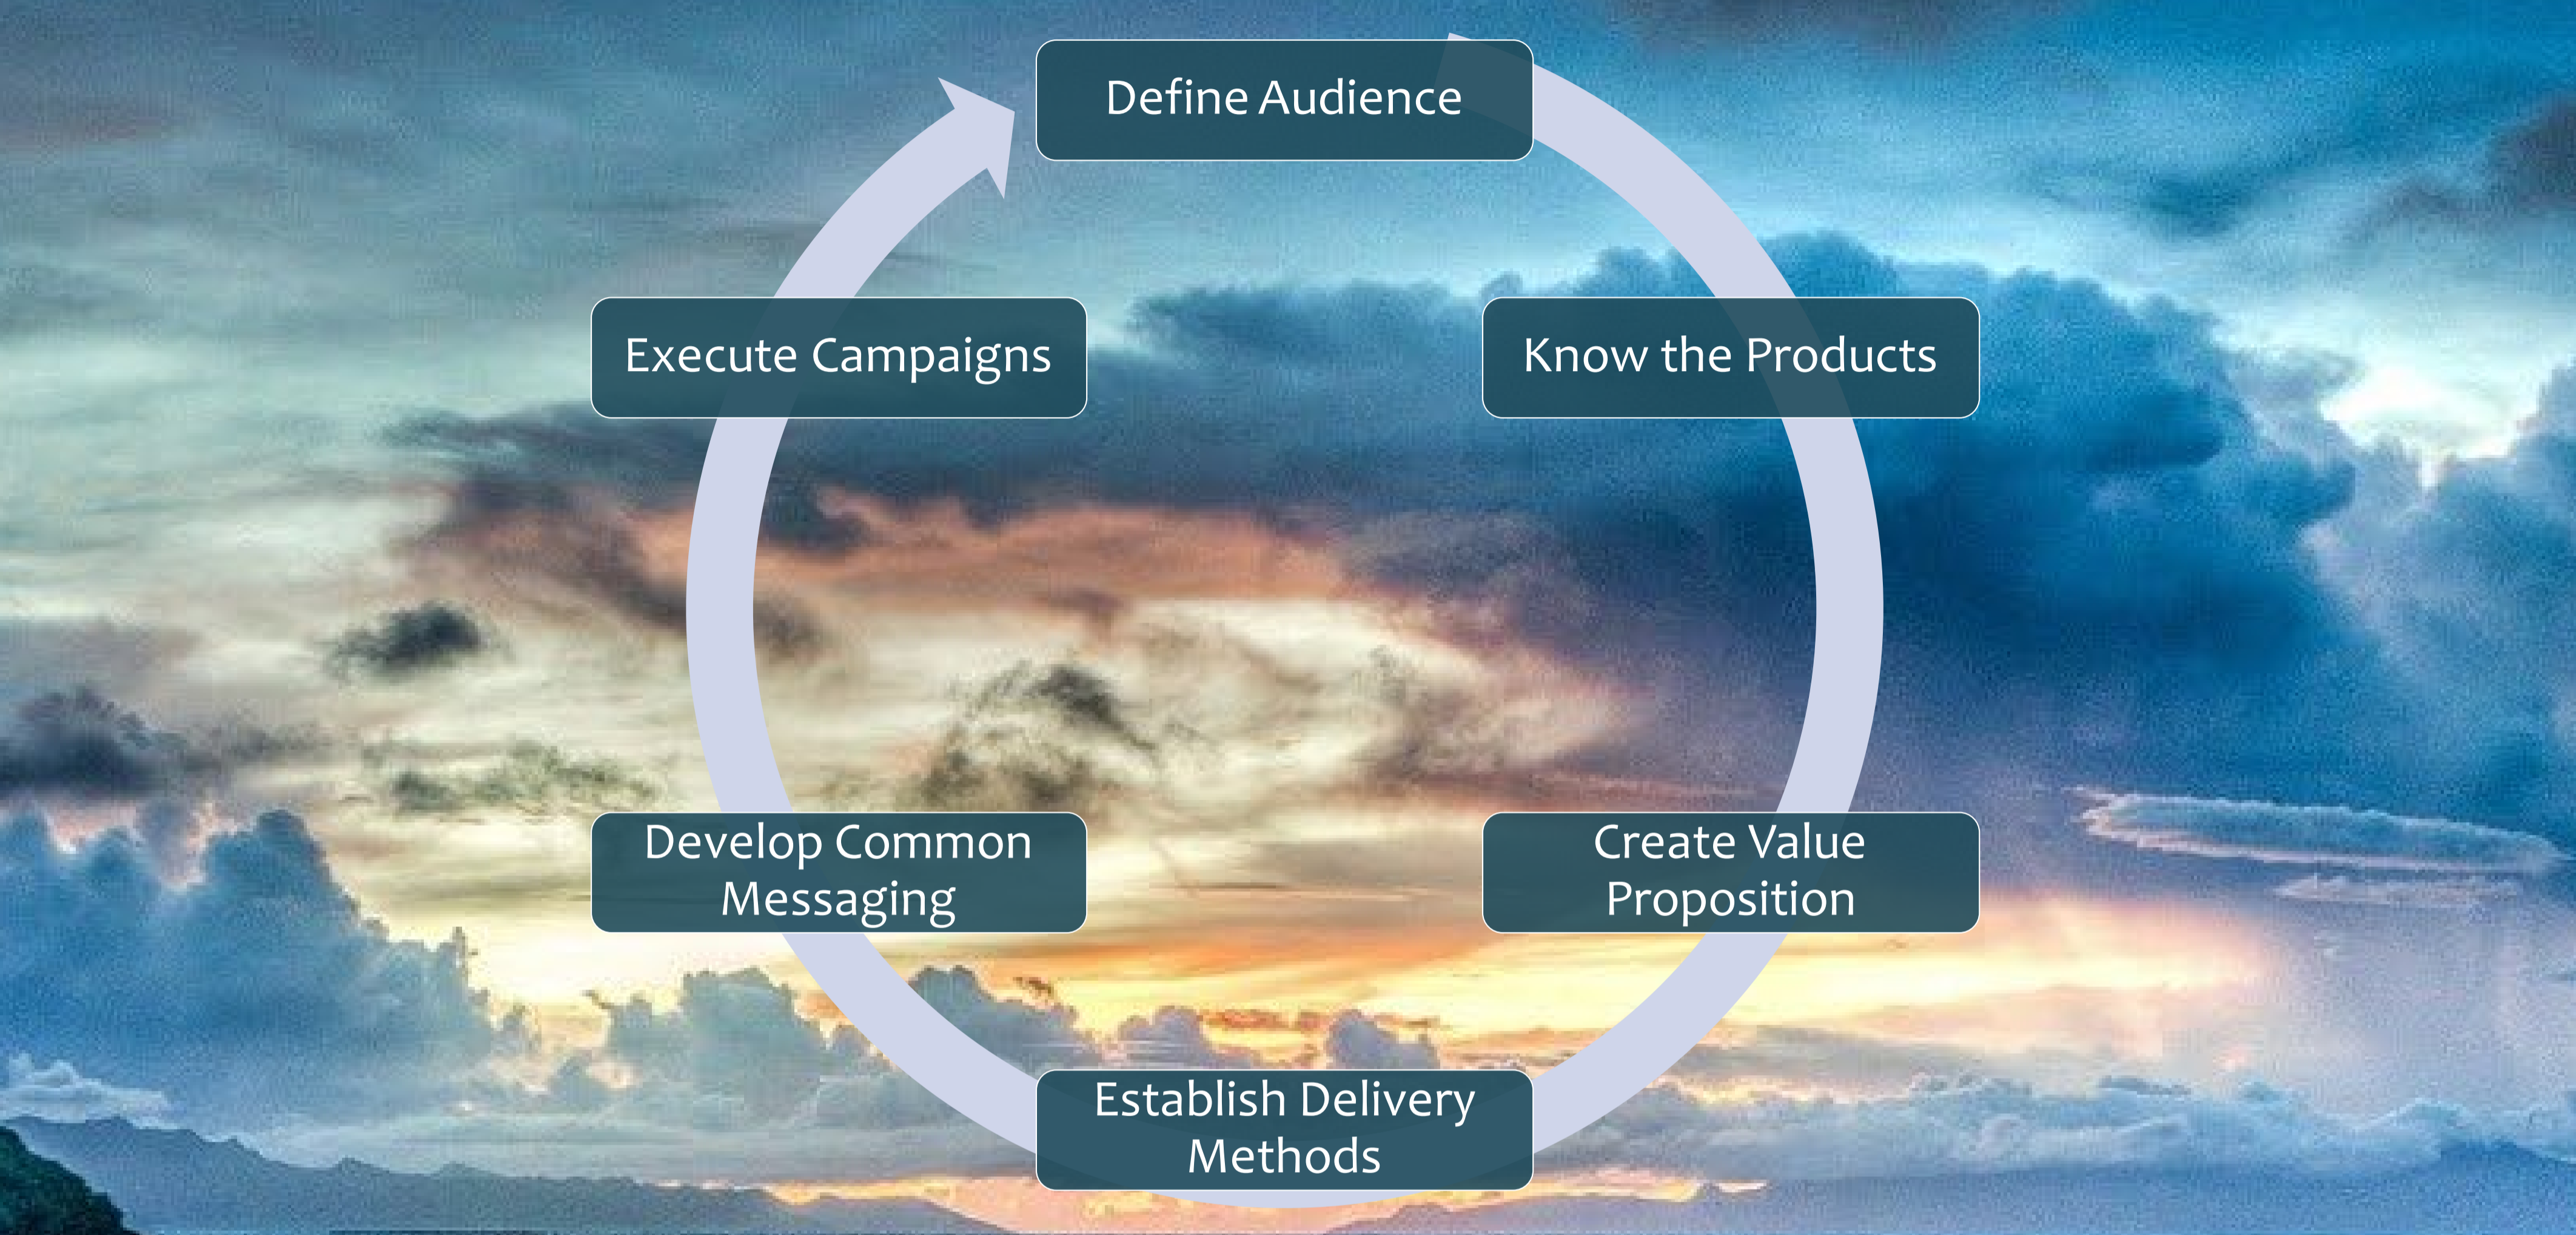 Define Audience
Know the Products
Create Value
Proposition
Establish Delivery
Methods
Develop Common
Messaging
Execute Campaigns